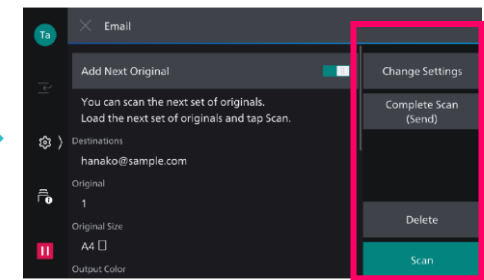 Ta
Email
Add Next Original
You can scan the next set of originals.
Load the next set of originals and tap Scan.
Destinations
hanako@sample.com
Original
1
Original Size
A4
Output Color
Change Settings
Complete Scan
(Send)
Delete
Scan